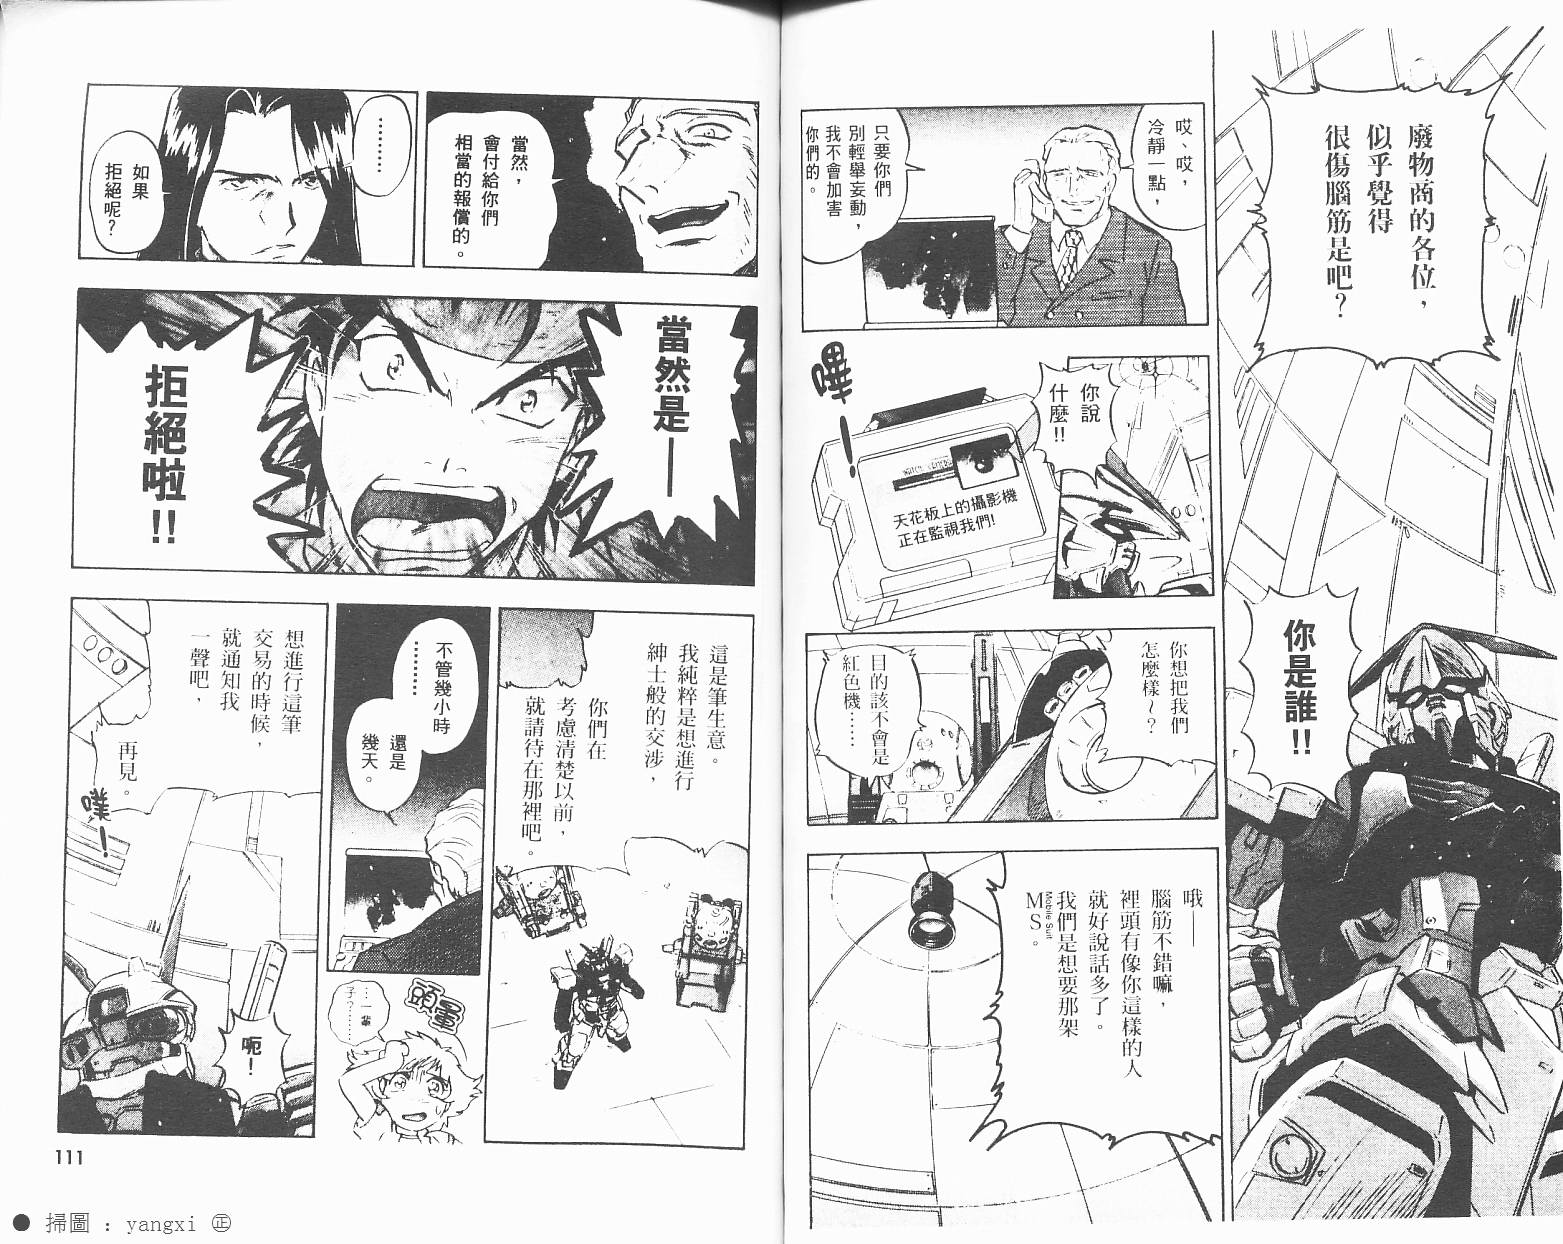 廢物商的各位，
似乎覺得
很傷腦筋是吧？
你是誰!!
哎、哎，
冷靜一點，
只要你們
別輕舉妄動，
我不會加害
你們的。
你說
什麼!!
嗶！
天花板上的攝影機
正在監視我們!
你想把我們
怎麼樣～？
目的該不會是
紅色機……
哦──
腦筋不錯嘛，
裡頭有像你這樣的人
就好說話多了。
我們是想要那架
Mobile Suit
MS。
當然，
會付給你們
相當的報償的。
………
如果
拒絕呢？
當然是─
拒絕啦!!
這是筆生意。
我純粹是想進行
紳士般的交涉，
你們在
考慮清楚以前，
就請待在那裡吧。
不管幾小時
………
還是
幾天。
頭暈
…一輩
子？……
想進行這筆
交易的時候，
就通知我
一聲吧，
再見。
噗！
呃！
111
● 掃圖 : yangxi ㊣